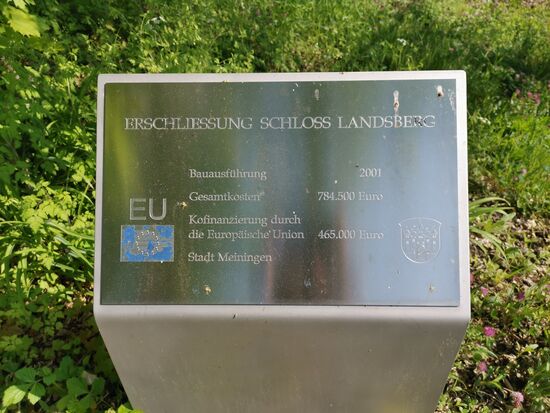 ERSCHLIESSUNG SCHLOSS LANDSBERG
Bauausführung 2001
Gesamtkosten 784.500 Euro
EU
Kofinanzierung durch
die Europäische Union 465.000 Euro
Stadt Meiningen